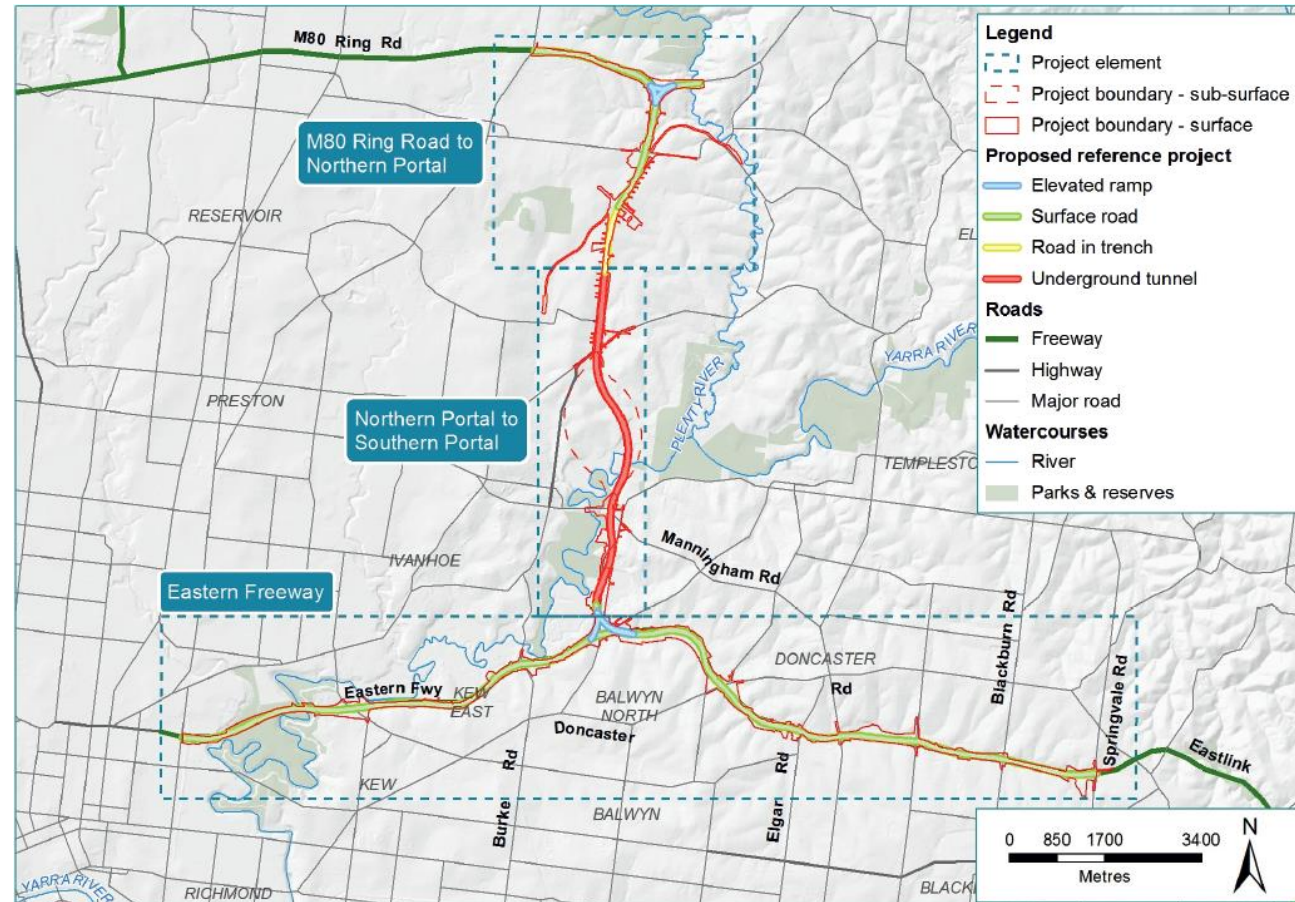 M80 Ring Rd
M80 Ring Road to
Northern Portal
RESERVOIR
EL
Legend
Project element
Project boundary - sub-surface
Project boundary - surface
Proposed reference project
Elevated ramp
Surface road
Road in trench
Underground tunnel
Roads
Freeway
Highway
Major road
Watercourses
River
Parks & reserves
YARRA RIVER
PLENTY RIVER
PRESTON
Northern Portal to
Southern Portal
TEMPLESTO
IVANHOE
Manningham Rd
Eastern Freeway
Blackburn Rd
Springvale Rd
DONCASTER
Eastern Fwy
KEW
EAST
BALWYN
NORTH
Doncaster
Rd
Eastlink
KEW
Burke Rd
BALWYN
Elgar Rd
RICHMOND
YARRA RIVER
BLACK
0 850 1700 3400
Metres
N